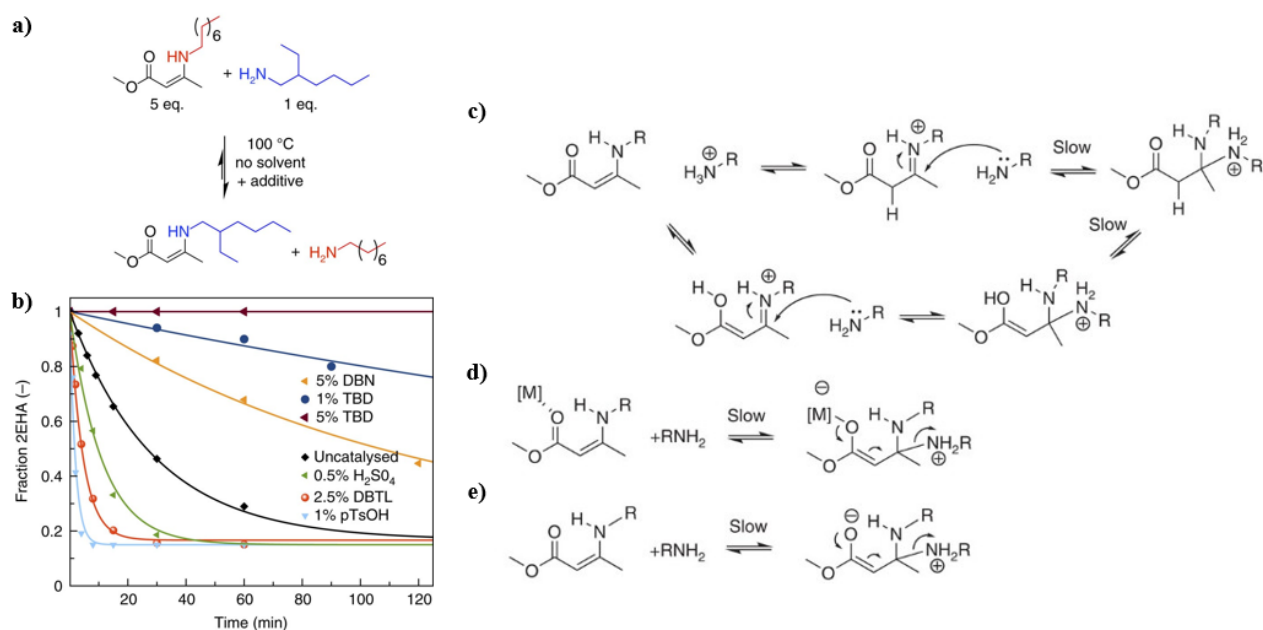 a)
( )6
O HN
O
5 eq.
+
H2N
1 eq.
100 °C
no solvent
+ additive
O HN
O
+
H2N ( )6
b)
1
0.8
0.6
0.4
0.2
0
Fraction 2EHA (–)
5% DBN
1% TBD
5% TBD
Uncatalysed
0.5% H2S04
2.5% DBTL
1% pTsOH
20 40 60 80 100 120
Time (min)
c)
H N R
O
O
H3N R
⊕
H N R
⊕
O
O
H
H2N R
Slow
H N R
H2
N R
⊕
O
O
H
Slow
H O
H N R
⊕
O
H2N R
HO
H N R
H2
N R
⊕
O
d)
[M]
O
H N R
O
+RNH2
Slow
⊖
[M] O
H N R
NH2R
⊕
O
e)
O
H N R
O
+RNH2
Slow
⊖
O
H N R
NH2R
⊕
O